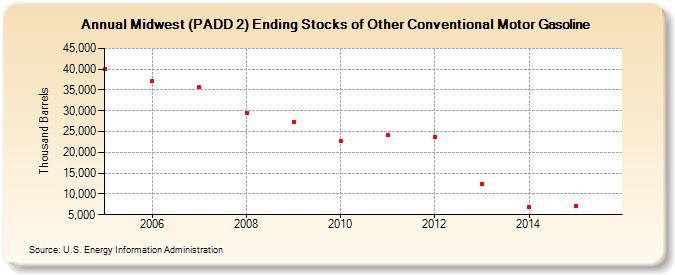 Annual Midwest (PADD 2) Ending Stocks of Other Conventional Motor Gasoline
Thousand Barrels
45,000
40,000
35,000
30,000
25,000
20,000
15,000
10,000
5,000
2006 2008 2010 2012 2014
Source: U.S. Energy Information Administration